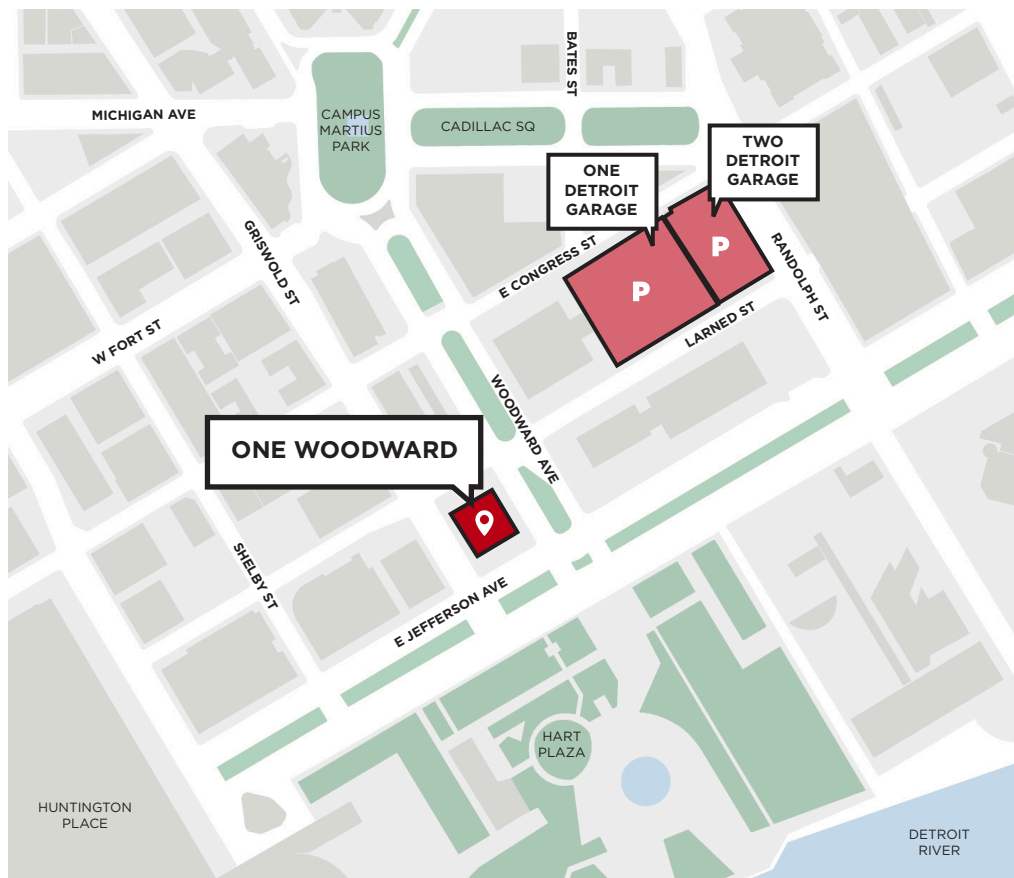 BATES ST
MICHIGAN AVE
CAMPUS
MARTIUS
PARK
CADILLAC SQ
TWO
DETROIT
GARAGE
ONE
DETROIT
GARAGE
GRISWOLD ST
E CONGRESS ST
RANDOLPH ST
P
P
LARNED ST
W FORT ST
WOODWARD AVE
ONE WOODWARD
SHELBY ST
E JEFFERSON AVE
HART
PLAZA
HUNTINGTON
PLACE
DETROIT
RIVER